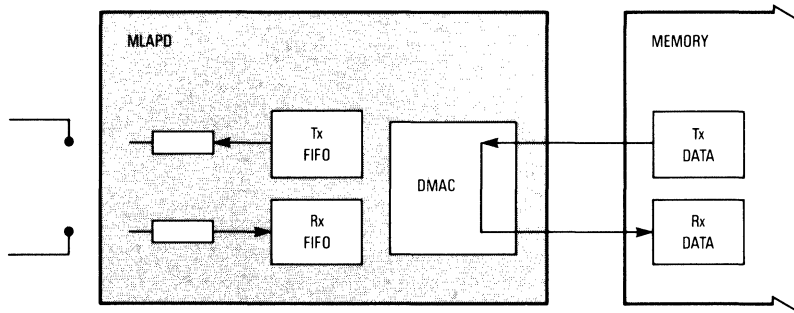 MLAPD
MEMORY
Tx
FIFO
DMAC
Tx
DATA
Rx
FIFO
Rx
DATA